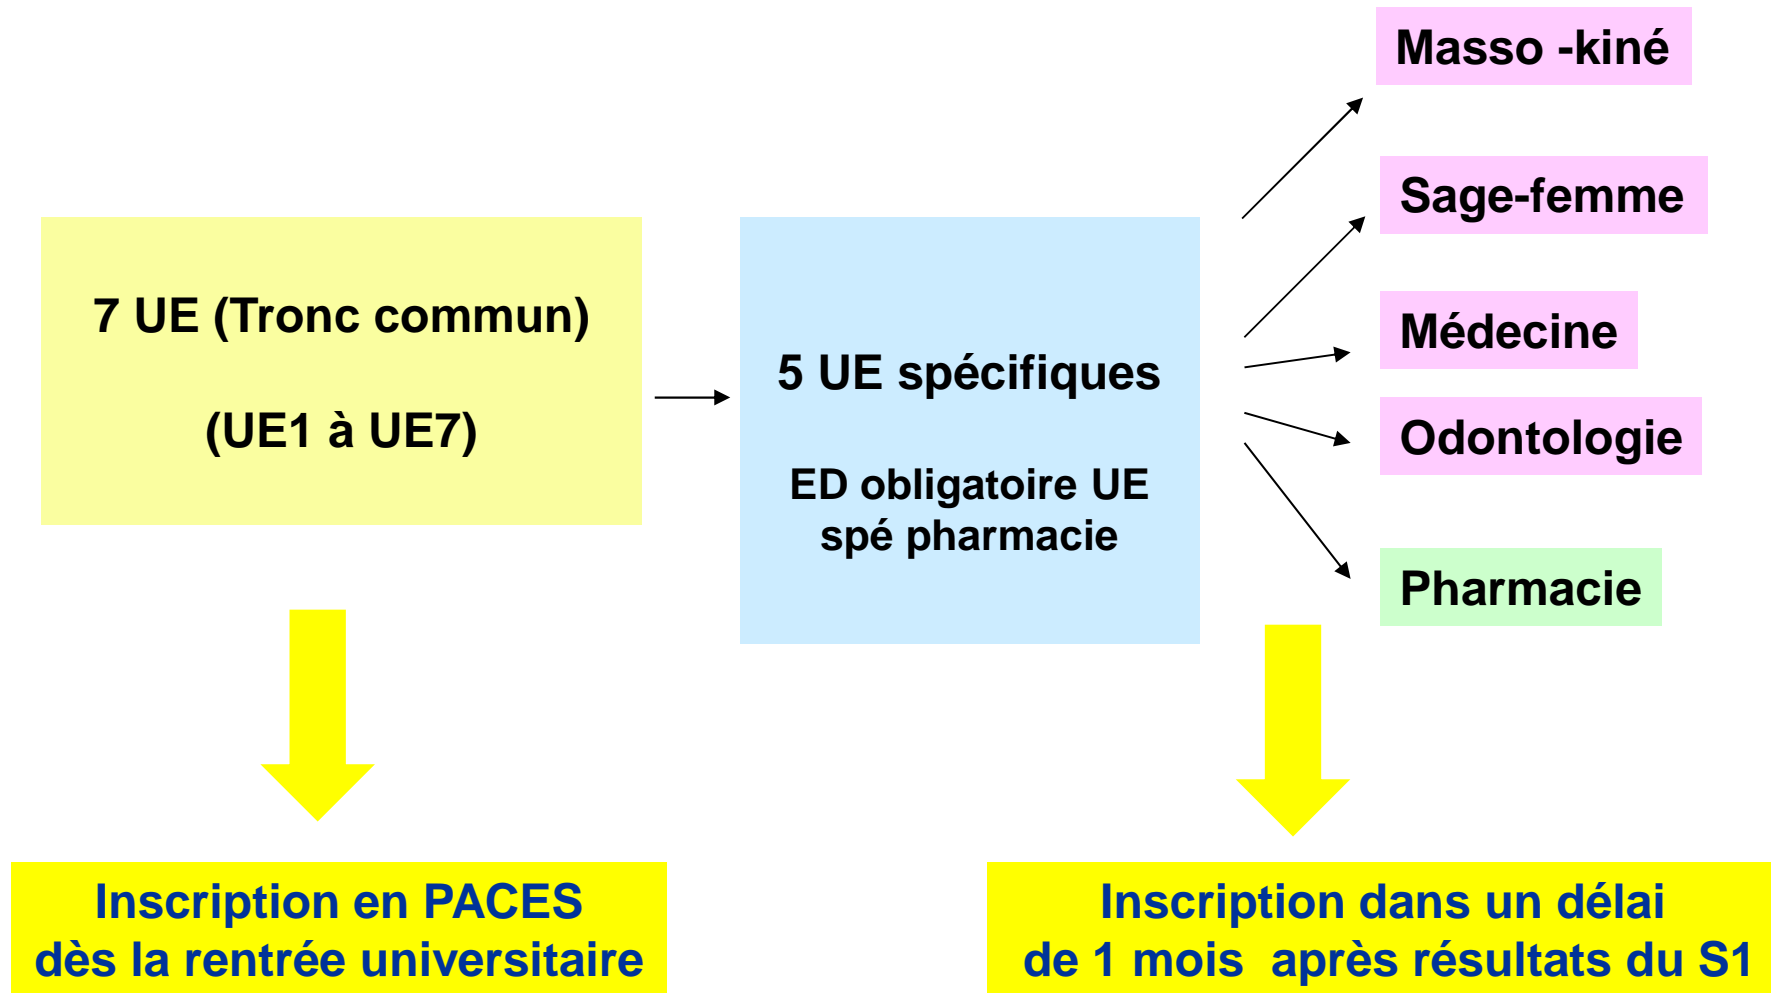 7 UE (Tronc commun)
(UE1 à UE7)
5 UE spécifiques
ED obligatoire UE
spé pharmacie
Masso -kiné
Sage-femme
Médecine
Odontologie
Pharmacie
Inscription en PACES
dès la rentrée universitaire
Inscription dans un délai
de 1 mois  après résultats du S1